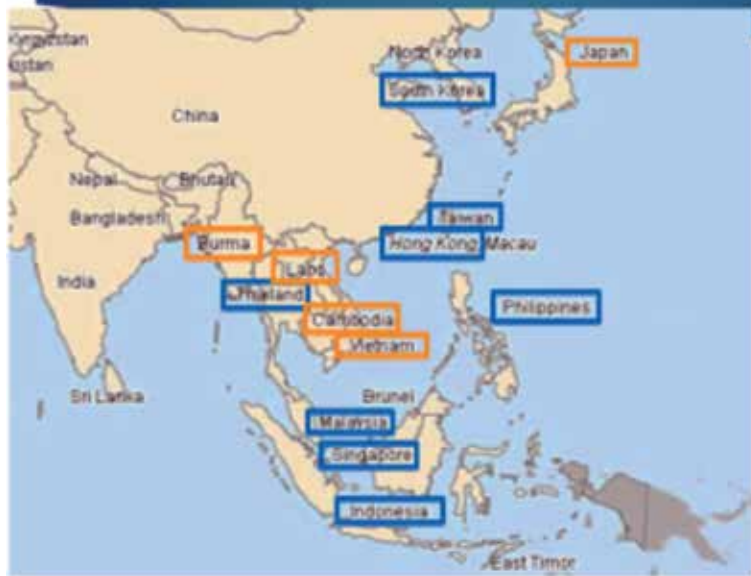 Kyrgyzstan
North Korea
Japan
South Korea
China
Nepal
Bhutan
Taiwan
Bangladesh
Burma
Hong Kong Macau
Laos
India
Thailand
Philippines
Cambodia
Vietnam
Sri Lanka
Brunei
Malaysia
Singapore
Indonesia
East Timor